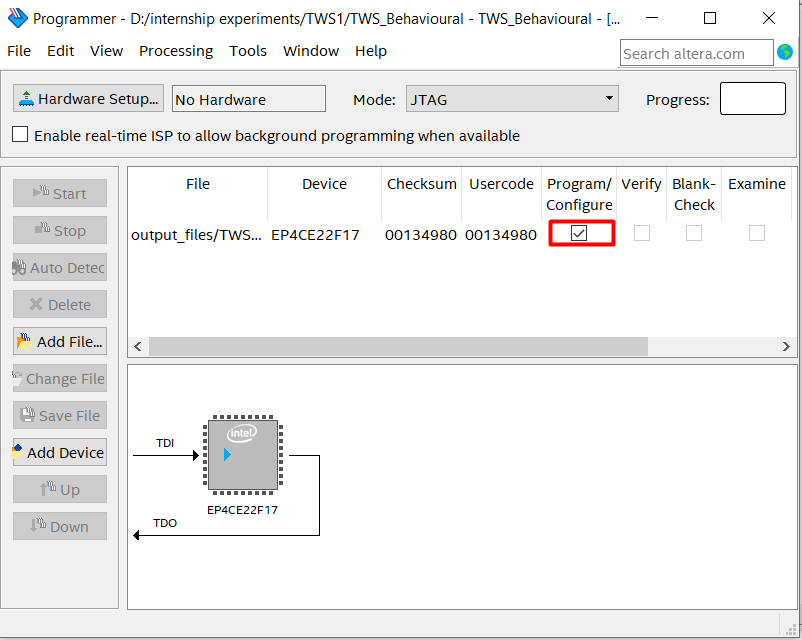 Programmer - D:/internship experiments/TWS1/TWS_Behavioural - TWS_Behavioural - [...
File Edit View Processing Tools Window Help
Search altera.com
Hardware Setup... No Hardware Mode: JTAG Progress:
Enable real-time ISP to allow background programming when available
Start
Stop
Auto Detec
Delete
Add File...
Change File
Save File
Add Device
Up
Down
File Device Checksum Usercode Program/ Verify Blank- Examine
Configure Check
output_files/TWS... EP4CE22F17 00134980 00134980
TDI
intel
EP4CE22F17
TDO